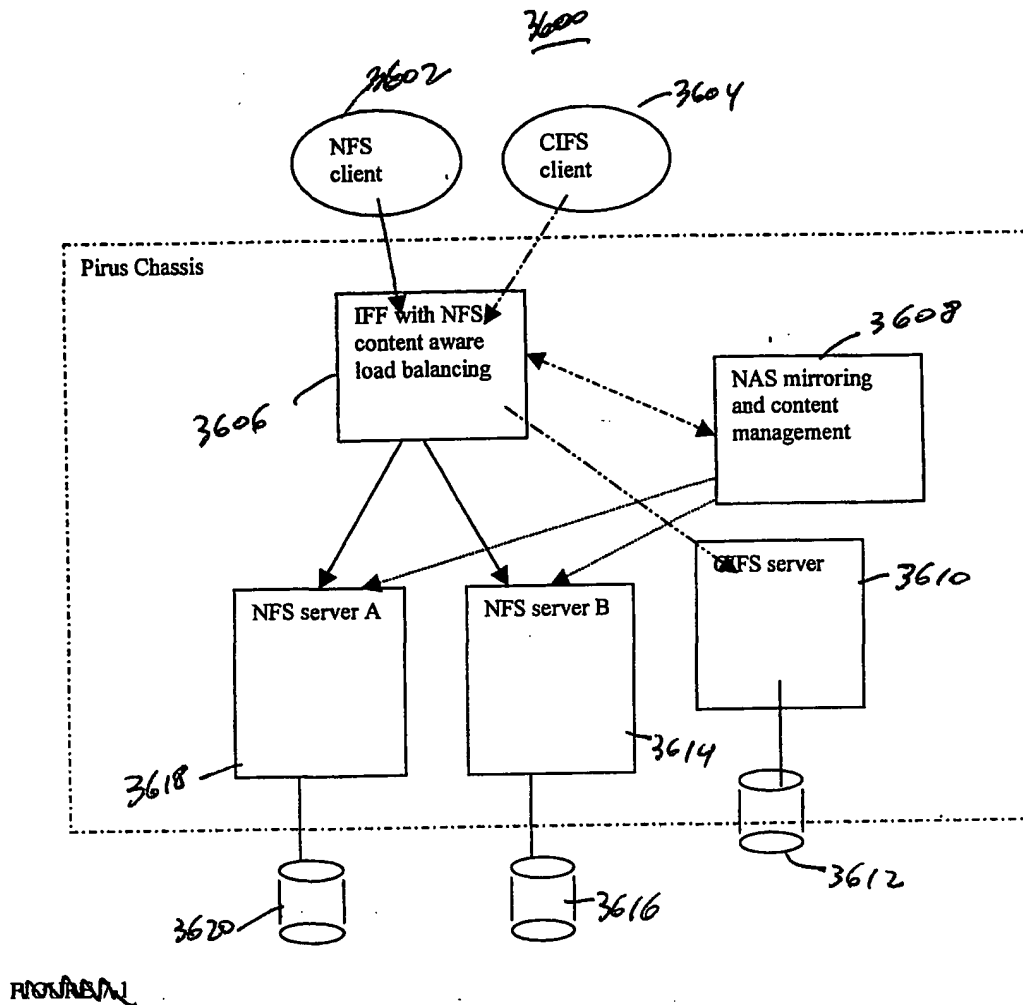 3600
3602
3604
NFS
client
CIFS
client
Pirus Chassis
IFF with NFS
content aware
load balancing
3606
3608
NAS mirroring
and content
management
NFS server A
NFS server B
CIFS server
3610
3618
3614
3612
3620
3616